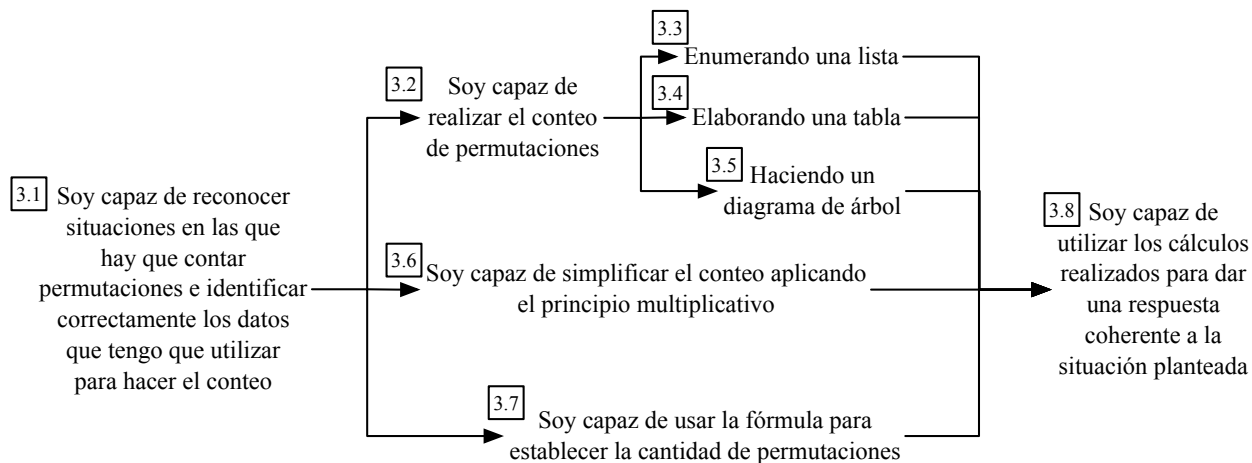 3.1 Soy capaz de reconocer
situaciones en las que
hay que contar
permutaciones e identificar
correctamente los datos
que tengo que utilizar
para hacer el conteo
3.2 Soy capaz de
realizar el conteo
de permutaciones
3.3
Enumerando una lista
3.4
Elaborando una tabla
3.5 Haciendo un
diagrama de árbol
3.6
Soy capaz de simplificar el conteo aplicando
el principio multiplicativo
3.7
Soy capaz de usar la fórmula para
establecer la cantidad de permutaciones
3.8 Soy capaz de
utilizar los cálculos
realizados para dar
una respuesta
coherente a la
situación planteada